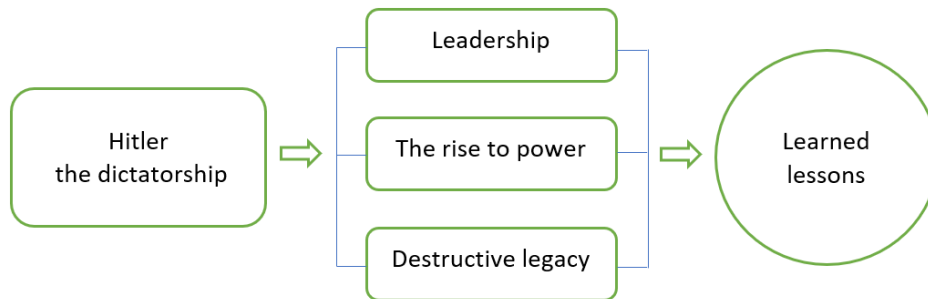 Hitler
the dictatorship
Leadership
The rise to power
Destructive legacy
Learned
lessons